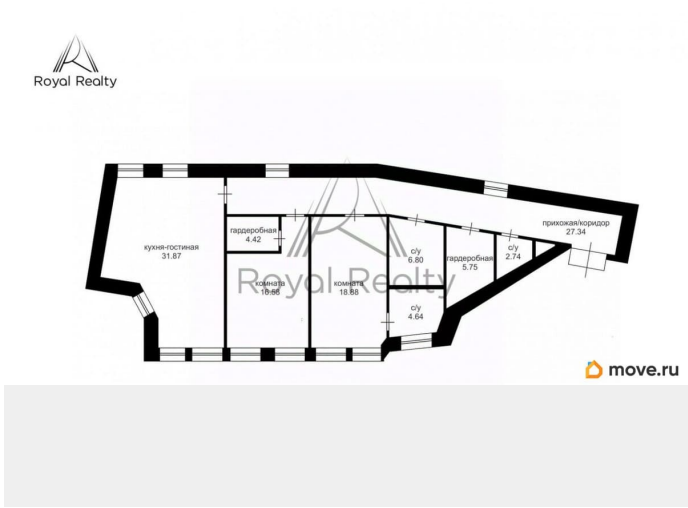 Royal Realty
прихожая/коридор
27.34
гардеробная
4.42
кухня-гостиная
31.87
с/у
6.80
гардеробная
5.75
с/у
2.74
Royal Realty
комната
комната
18.88
с/у
4.64
move.ru